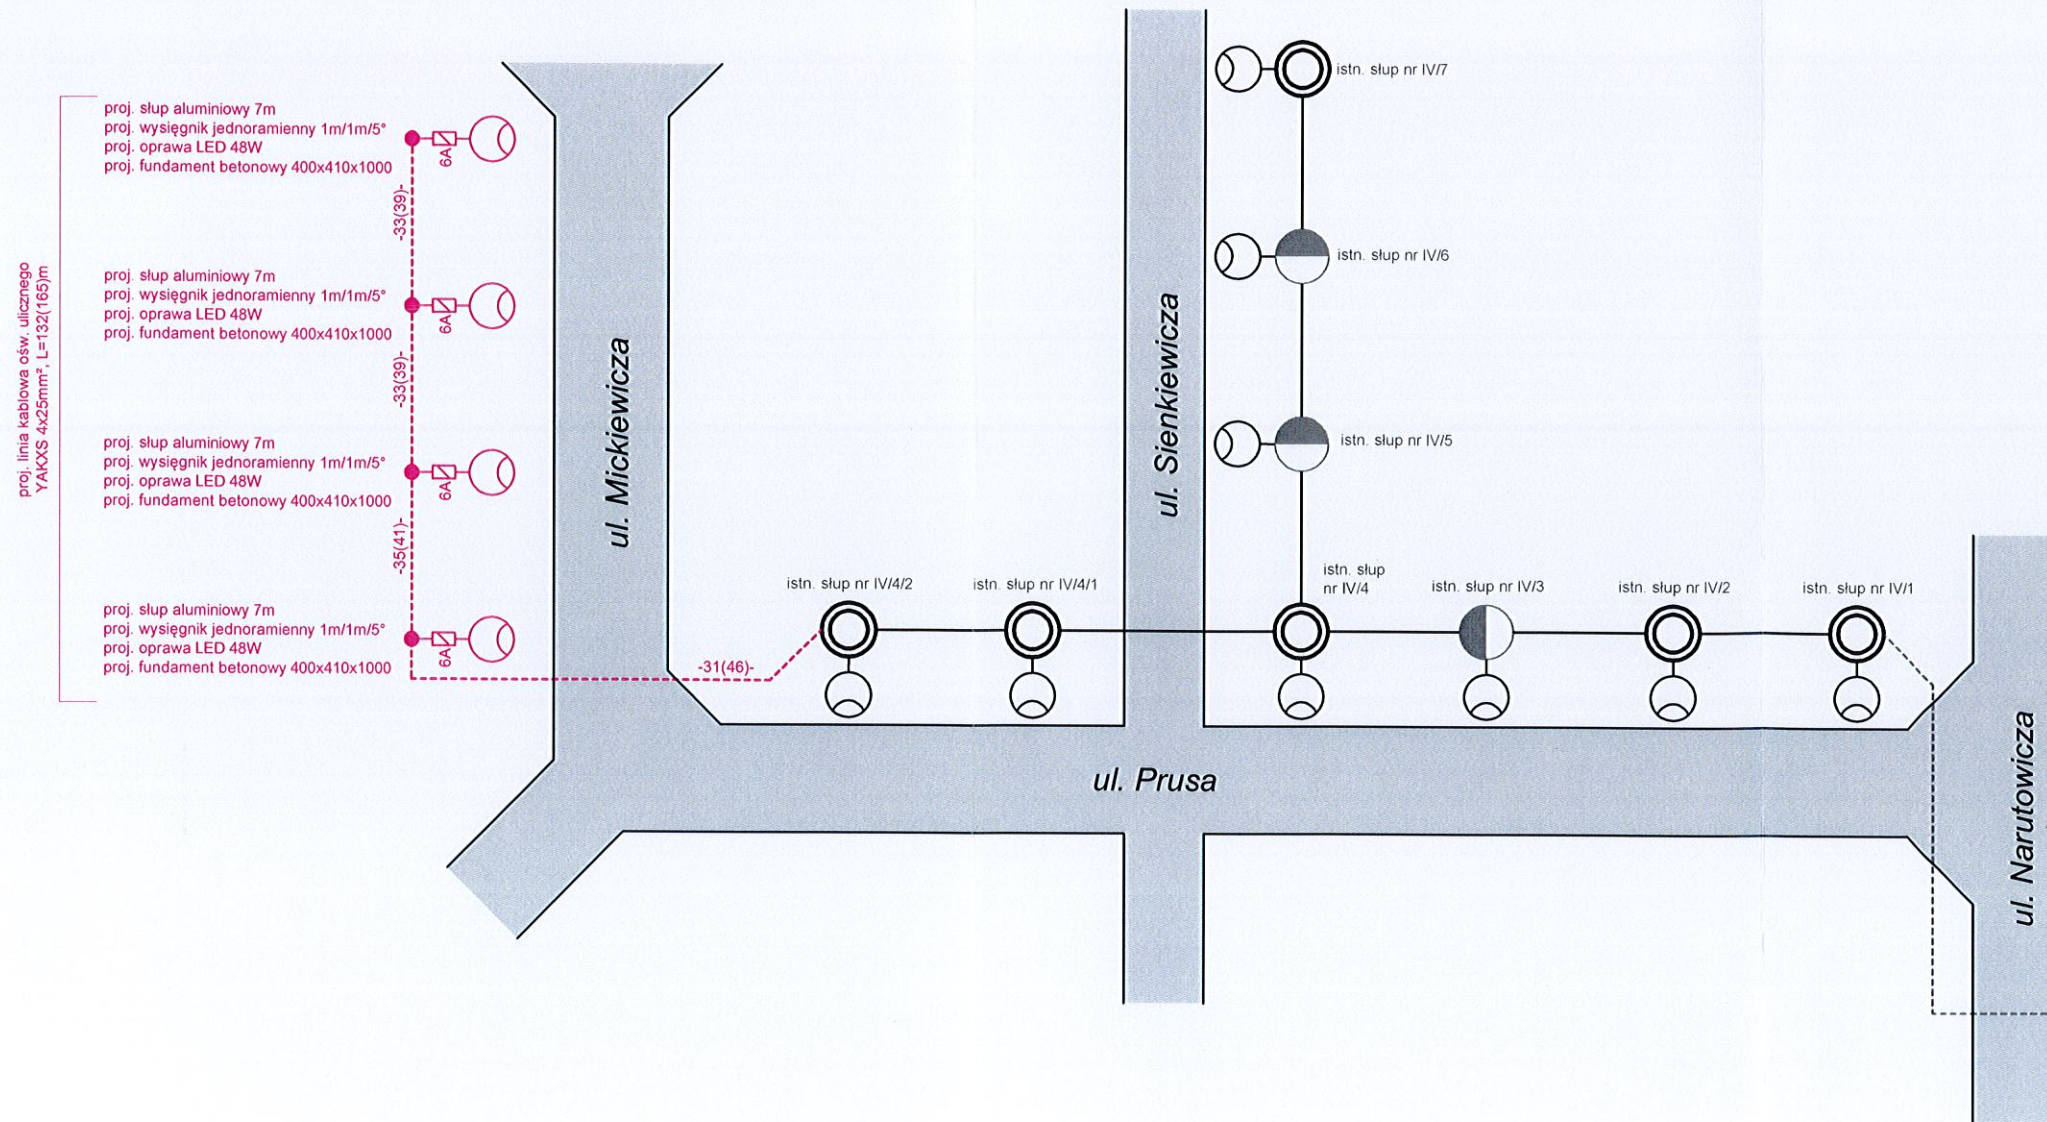 proj. linia kablowa ośw. ulicznego
YAKXS 4x25mm², L=132(165)m
proj. słup aluminiowy 7m
proj. wysięgnik jednoramienny 1m/1m/5°
proj. oprawa LED 48W
proj. fundament betonowy 400x410x1000
6A
-33(39)-
proj. słup aluminiowy 7m
proj. wysięgnik jednoramienny 1m/1m/5°
proj. oprawa LED 48W
proj. fundament betonowy 400x410x1000
6A
-33(39)-
proj. słup aluminiowy 7m
proj. wysięgnik jednoramienny 1m/1m/5°
proj. oprawa LED 48W
proj. fundament betonowy 400x410x1000
6A
-35(41)-
proj. słup aluminiowy 7m
proj. wysięgnik jednoramienny 1m/1m/5°
proj. oprawa LED 48W
proj. fundament betonowy 400x410x1000
6A
-31(46)-
ul. Mickiewicza
ul. Sienkiewicza
istn. słup nr IV/7
istn. słup nr IV/6
istn. słup nr IV/5
istn. słup nr IV/4/2
istn. słup nr IV/4/1
istn. słup
nr IV/4
istn. słup nr IV/3
istn. słup nr IV/2
istn. słup nr IV/1
ul. Prusa
ul. Narutowicza